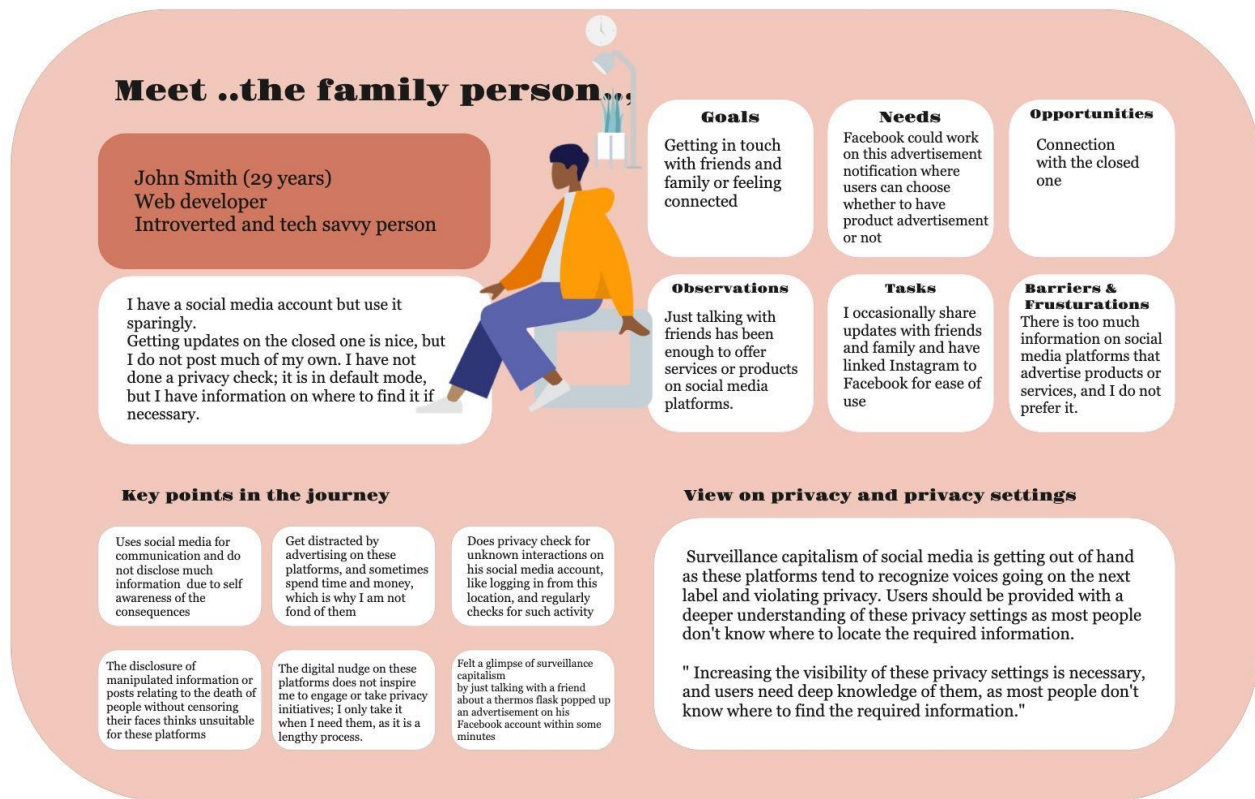 Meet ..the family person...
John Smith (29 years)
Web developer
Introverted and tech savvy person
I have a social media account but use it
sparingly.
Getting updates on the closed one is nice, but
I do not post much of my own. I have not
done a privacy check; it is in default mode,
but I have information on where to find it if
necessary.
Goals
Getting in touch
with friends and
family or feeling
connected
Needs
Facebook could work
on this advertisement
notification where
users can choose
whether to have
product advertisement
or not
Opportunities
Connection
with the closed
one
Observations
Just talking with
friends has been
enough to offer
services or products
on social media
platforms.
Tasks
I occasionally share
updates with friends
and family and have
linked Instagram to
Facebook for ease of
use
Barriers &
Frusturations
There is too much
information on social
media platforms that
advertise products or
services, and I do not
prefer it.
Key points in the journey
Uses social media for
communication and do
not disclose much
information due to self
awareness of the
consequences
Get distracted by
advertising on these
platforms, and sometimes
spend time and money,
which is why I am not
fond of them
Does privacy check for
unknown interactions on
his social media account,
like logging in from this
location, and regularly
checks for such activity
The disclosure of
manipulated information or
posts relating to the death of
people without censoring
their faces thinks unsuitable
for these platforms
The digital nudge on these
platforms does not inspire
me to engage or take privacy
initiatives; I only take it
when I need them, as it is a
lengthy process.
Felt a glimpse of surveillance
capitalism
by just talking with a friend
about a thermos flask popped up
an advertisement on his
Facebook account within some
minutes
View on privacy and privacy settings
Surveillance capitalism of social media is getting out of hand
as these platforms tend to recognize voices going on the next
label and violating privacy. Users should be provided with a
deeper understanding of these privacy settings as most people
don't know where to locate the required information.
" Increasing the visibility of these privacy settings is necessary,
and users need deep knowledge of them, as most people don't
know where to find the required information."